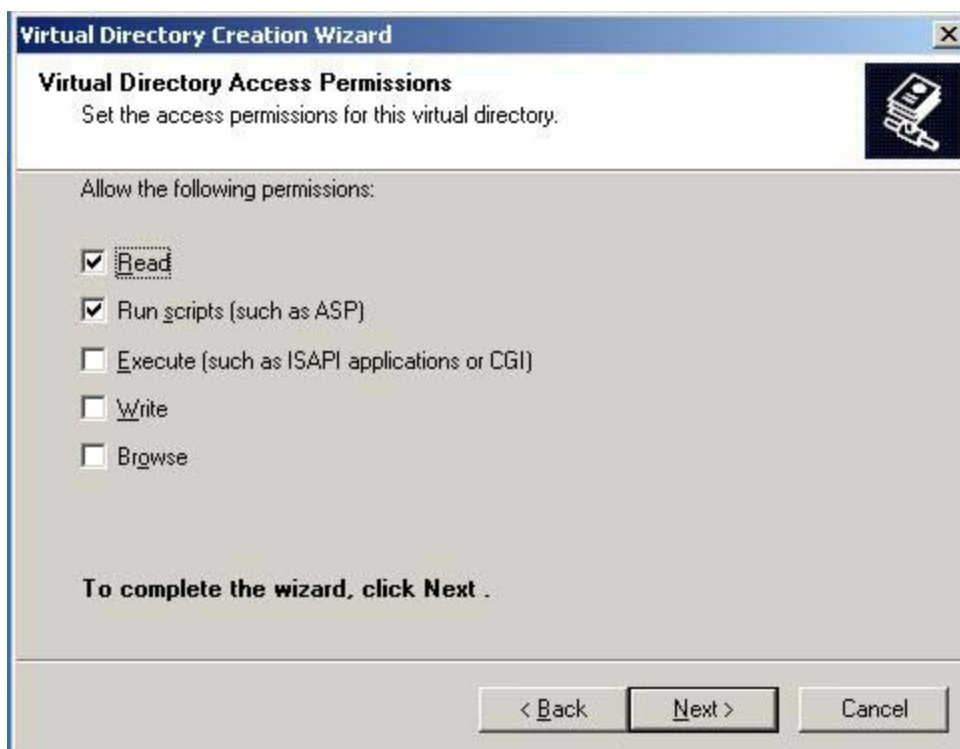 Virtual Directory Creation Wizard
Virtual Directory Access Permissions
Set the access permissions for this virtual directory.
Allow the following permissions:
Read
Run scripts (such as ASP)
Execute (such as ISAPI applications or CGI)
Write
Browse
To complete the wizard, click Next .
< Back Next > Cancel